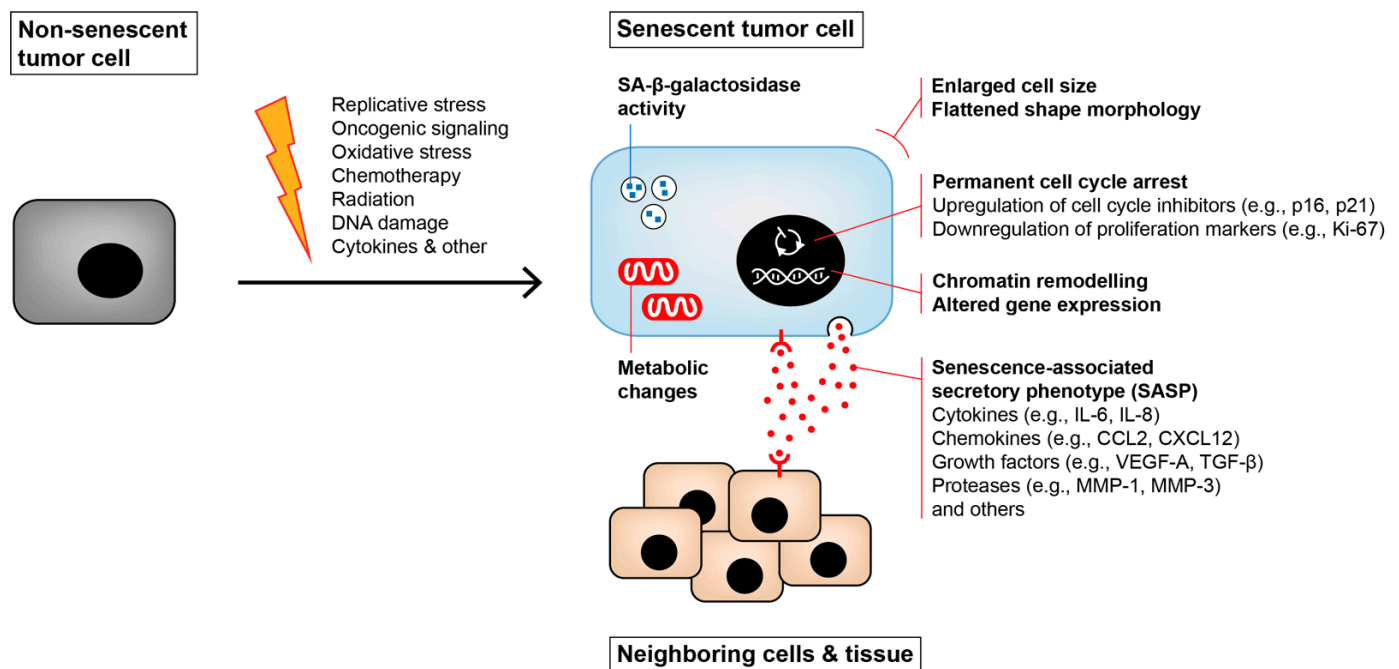 Non-senescent
tumor cell
Replicative stress
Oncogenic signaling
Oxidative stress
Chemotherapy
Radiation
DNA damage
Cytokines & other
Senescent tumor cell
SA-β-galactosidase
activity
Metabolic
changes
Enlarged cell size
Flattened shape morphology
Permanent cell cycle arrest
Upregulation of cell cycle inhibitors (e.g., p16, p21)
Downregulation of proliferation markers (e.g., Ki-67)
Chromatin remodelling
Altered gene expression
Senescence-associated
secretory phenotype (SASP)
Cytokines (e.g., IL-6, IL-8)
Chemokines (e.g., CCL2, CXCL12)
Growth factors (e.g., VEGF-A, TGF-β)
Proteases (e.g., MMP-1, MMP-3)
and others
Neighboring cells & tissue